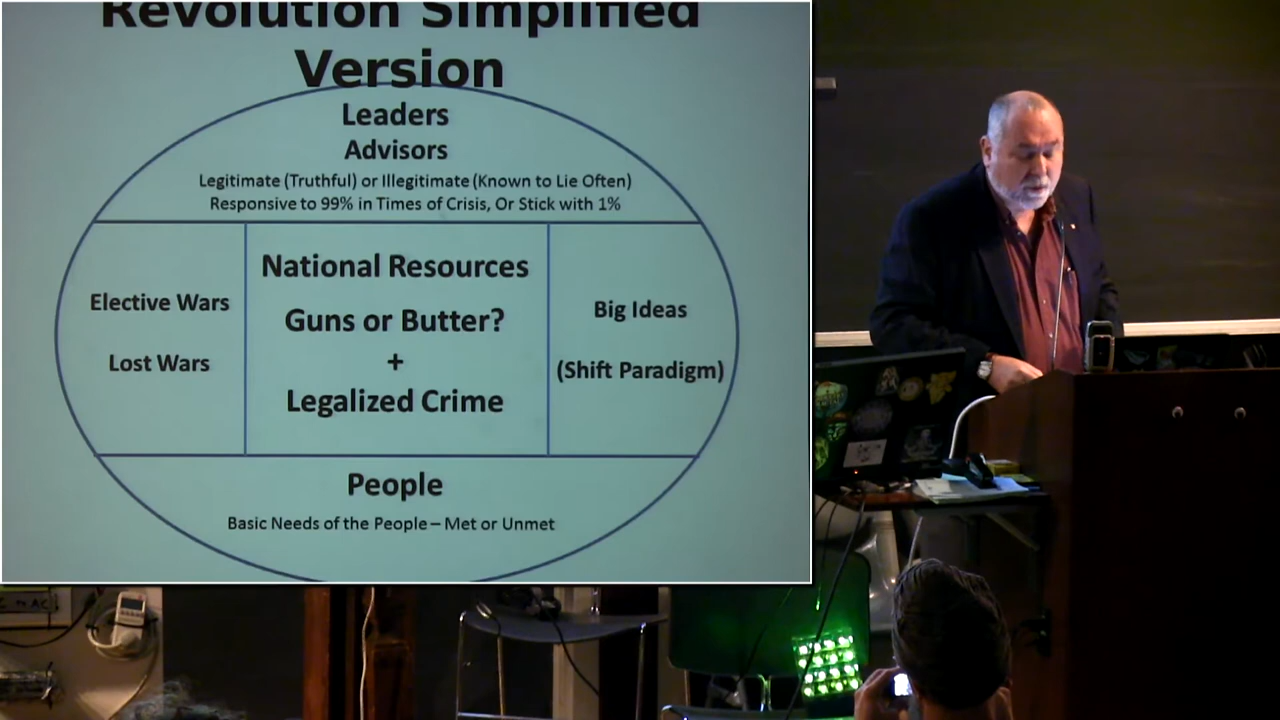 Revolution Simplified
Version
Leaders
Advisors
Legitimate (Truthful) or Illegitimate (Known to Lie Often)
Responsive to 99% in Times of Crisis, Or Stick with 1%
Elective Wars
Lost Wars
National Resources
Guns or Butter?
+
Legalized Crime
Big Ideas
(Shift Paradigm)
People
Basic Needs of the People – Met or Unmet